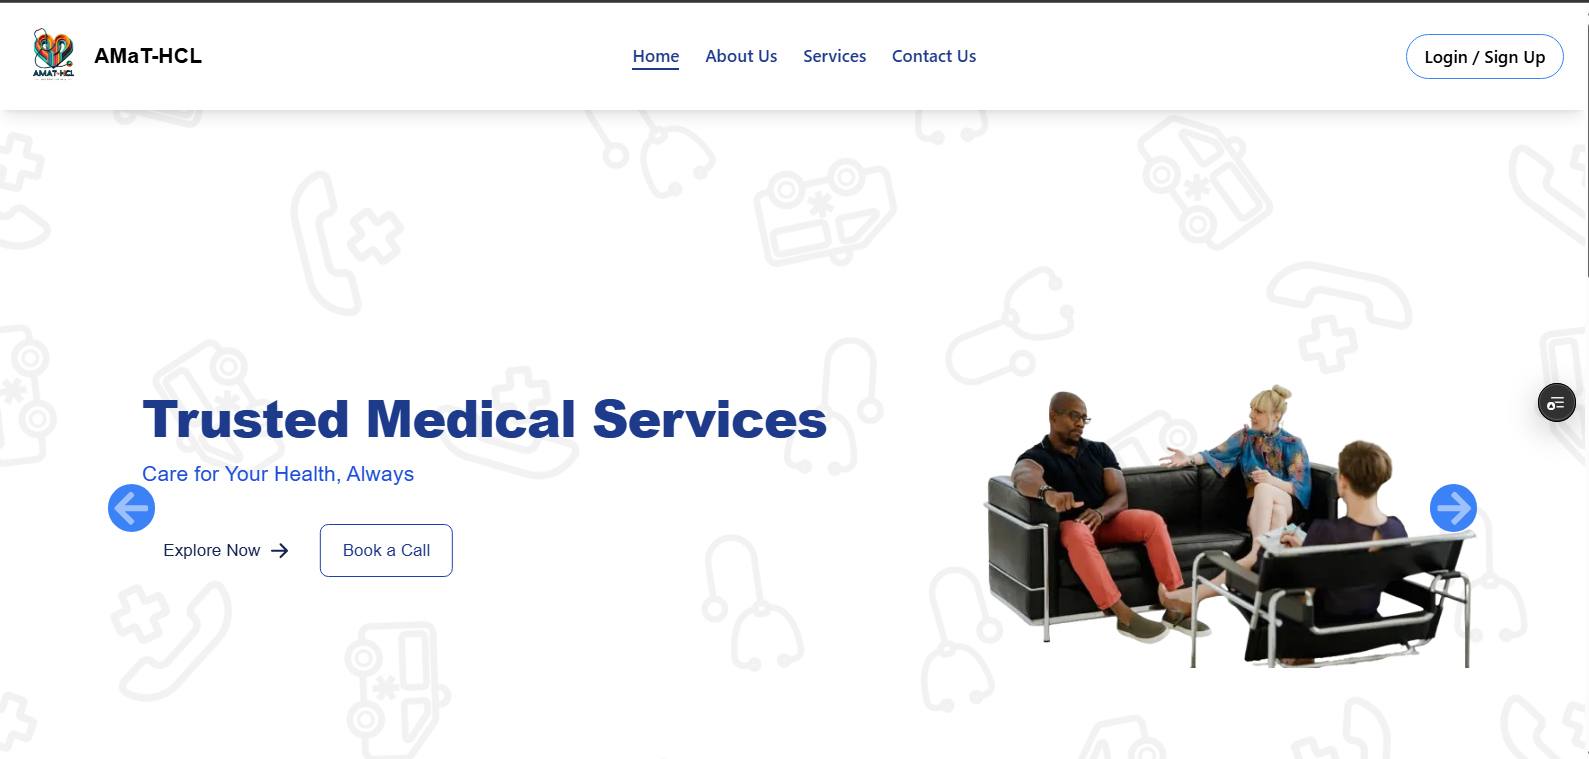 AMAT-HCL
AMaT-HCL
Home
About Us
Services
Contact Us
Login / Sign Up
Trusted Medical Services
Care for Your Health, Always
Explore Now
Book a Call